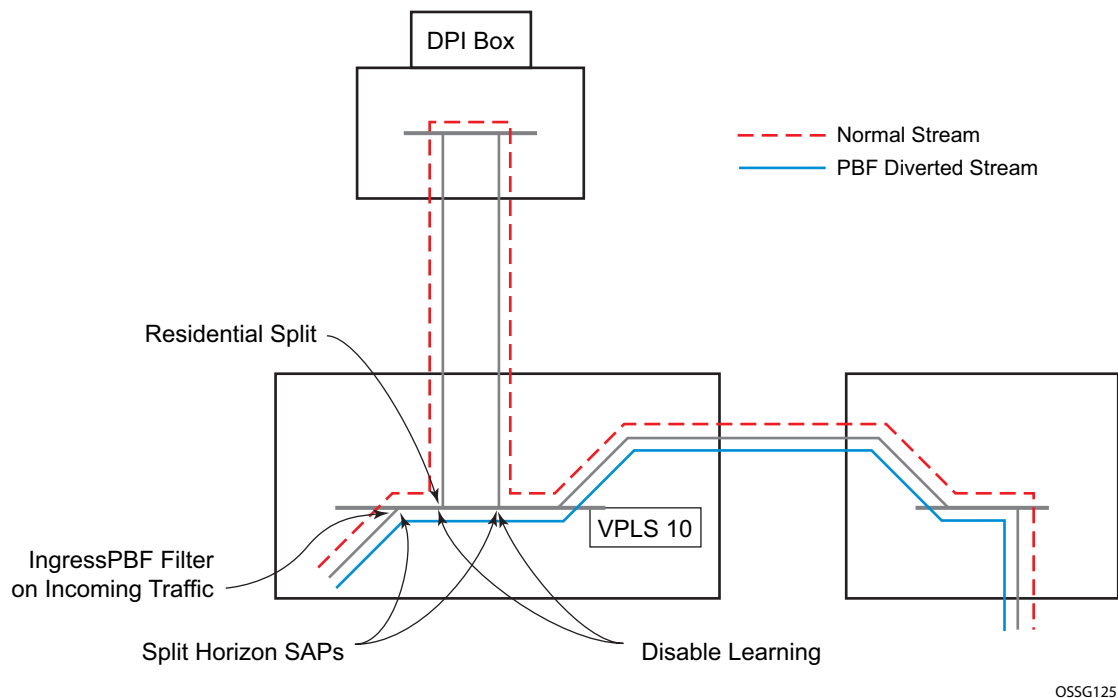 DPI Box
Normal Stream
PBF Diverted Stream
Residential Split
VPLS 10
IngressPBF Filter
on Incoming Traffic
Split Horizon SAPs
Disable Learning
OSSG125